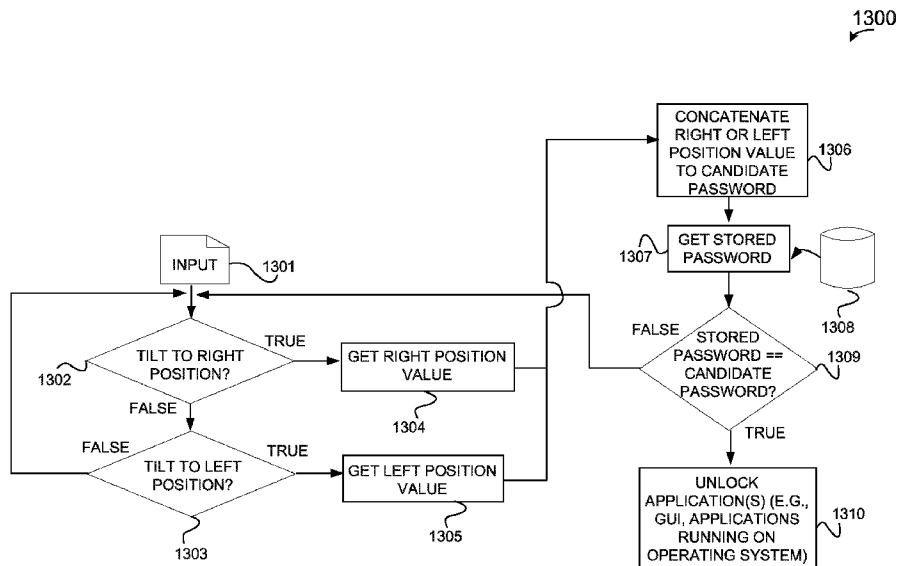 1300
CONCATENATE
RIGHT OR LEFT
POSITION VALUE
TO CANDIDATE
PASSWORD
1306
GET STORED
PASSWORD
1307
1308
INPUT
1301
TILT TO RIGHT
POSITION?
1302
TRUE
FALSE
GET RIGHT POSITION
VALUE
1304
TILT TO LEFT
POSITION?
1303
FALSE
TRUE
GET LEFT POSITION
VALUE
1305
STORED
PASSWORD ==
CANDIDATE
PASSWORD?
1309
FALSE
TRUE
UNLOCK
APPLICATION(S) (E.G.,
GUI, APPLICATIONS
RUNNING ON
OPERATING SYSTEM)
1310